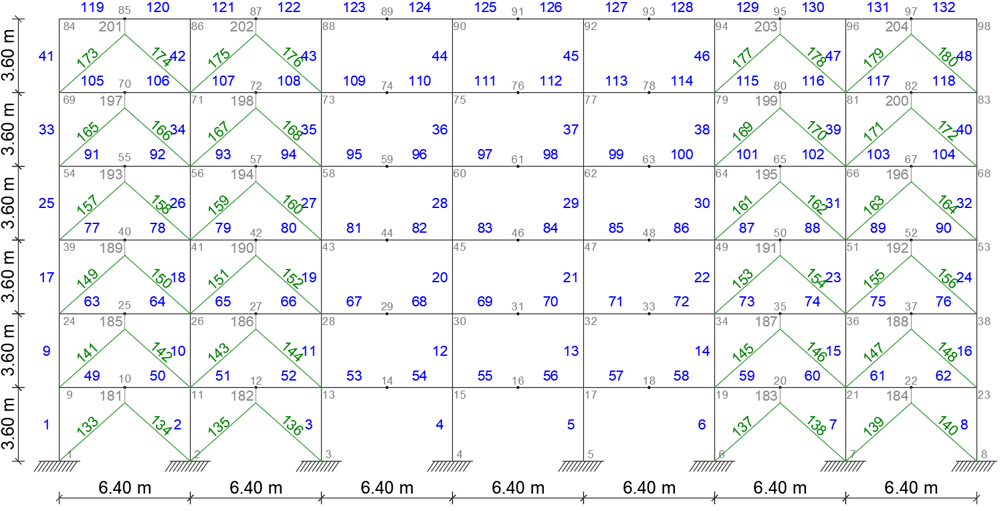 119 85 120 121 87 122 123 89 124 125 91 126 127 93 128 129 95 130 131 97 132
84 201 86 202 88 90 92 94 203 96 204 98
3.60 m 41 173 174 42 175 176 43 44 45 46 177 178 47 179 180 48
105 70 106 107 72 108 109 74 110 111 76 112 113 78 114 115 80 116 117 82 118
69 197 71 198 73 75 77 79 199 81 200 83
3.60 m 33 165 166 34 167 168 35 36 37 38 169 170 39 171 172 40
91 55 92 93 57 94 95 59 96 97 61 98 99 63 100 101 65 102 103 67 104
54 193 56 194 58 60 62 64 195 66 196 68
3.60 m 25 157 158 26 159 160 27 28 29 30 161 162 31 163 164 32
77 40 78 79 42 80 81 44 82 83 46 84 85 48 86 87 50 88 89 52 90
39 189 41 190 43 45 47 49 191 51 192 53
3.60 m 17 149 150 18 151 152 19 20 21 22 153 154 23 155 156 24
63 25 64 65 27 66 67 29 68 69 31 70 71 33 72 73 35 74 75 37 76
24 185 26 186 28 30 32 34 187 36 188 38
3.60 m 9 141 142 10 143 144 11 12 13 14 145 146 15 147 148 16
49 10 50 51 12 52 53 14 54 55 16 56 57 18 58 59 20 60 61 22 62
9 181 11 182 13 15 17 19 183 21 184 23
3.60 m 1 133 134 2 135 136 3 4 5 6 137 138 7 139 140 8
1 2 3 4 5 6 7 8
6.40 m 6.40 m 6.40 m 6.40 m 6.40 m 6.40 m 6.40 m